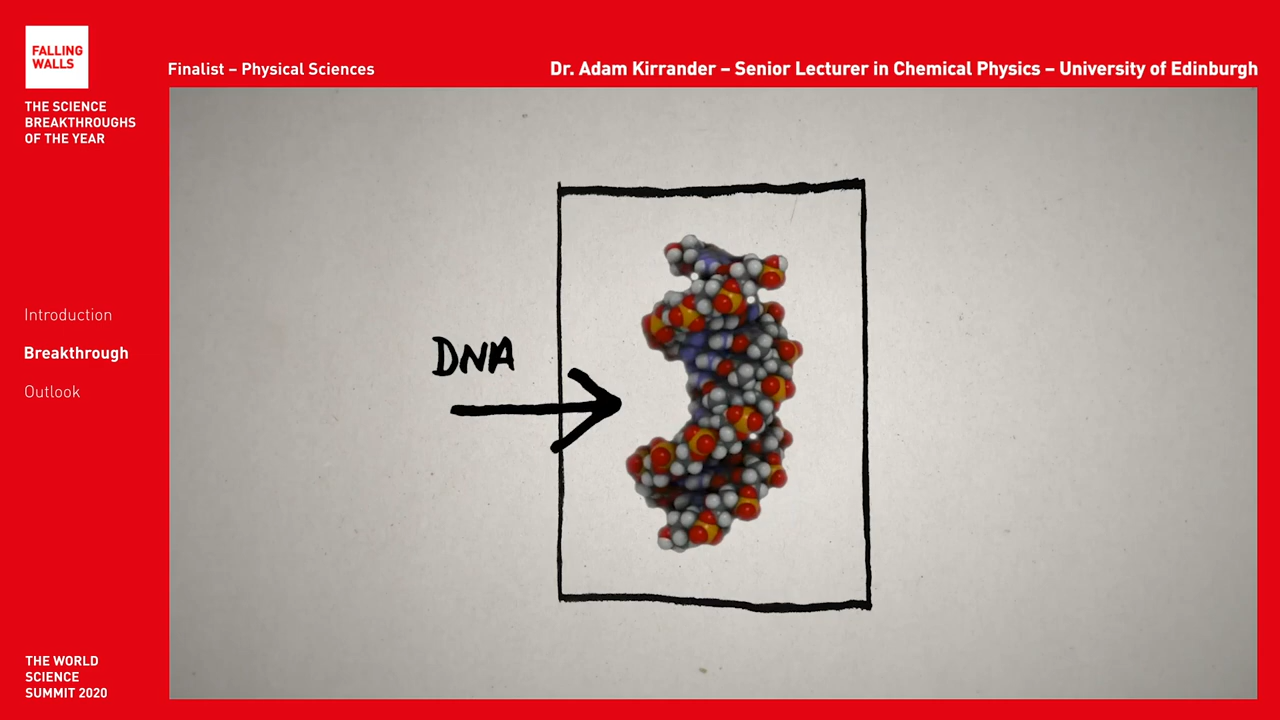 FALLING
WALLS
THE SCIENCE
BREAKTHROUGHS
OF THE YEAR
Finalist – Physical Sciences
Dr. Adam Kirrander – Senior Lecturer in Chemical Physics – University of Edinburgh
Introduction
Breakthrough
Outlook
DNA
THE WORLD
SCIENCE
SUMMIT 2020